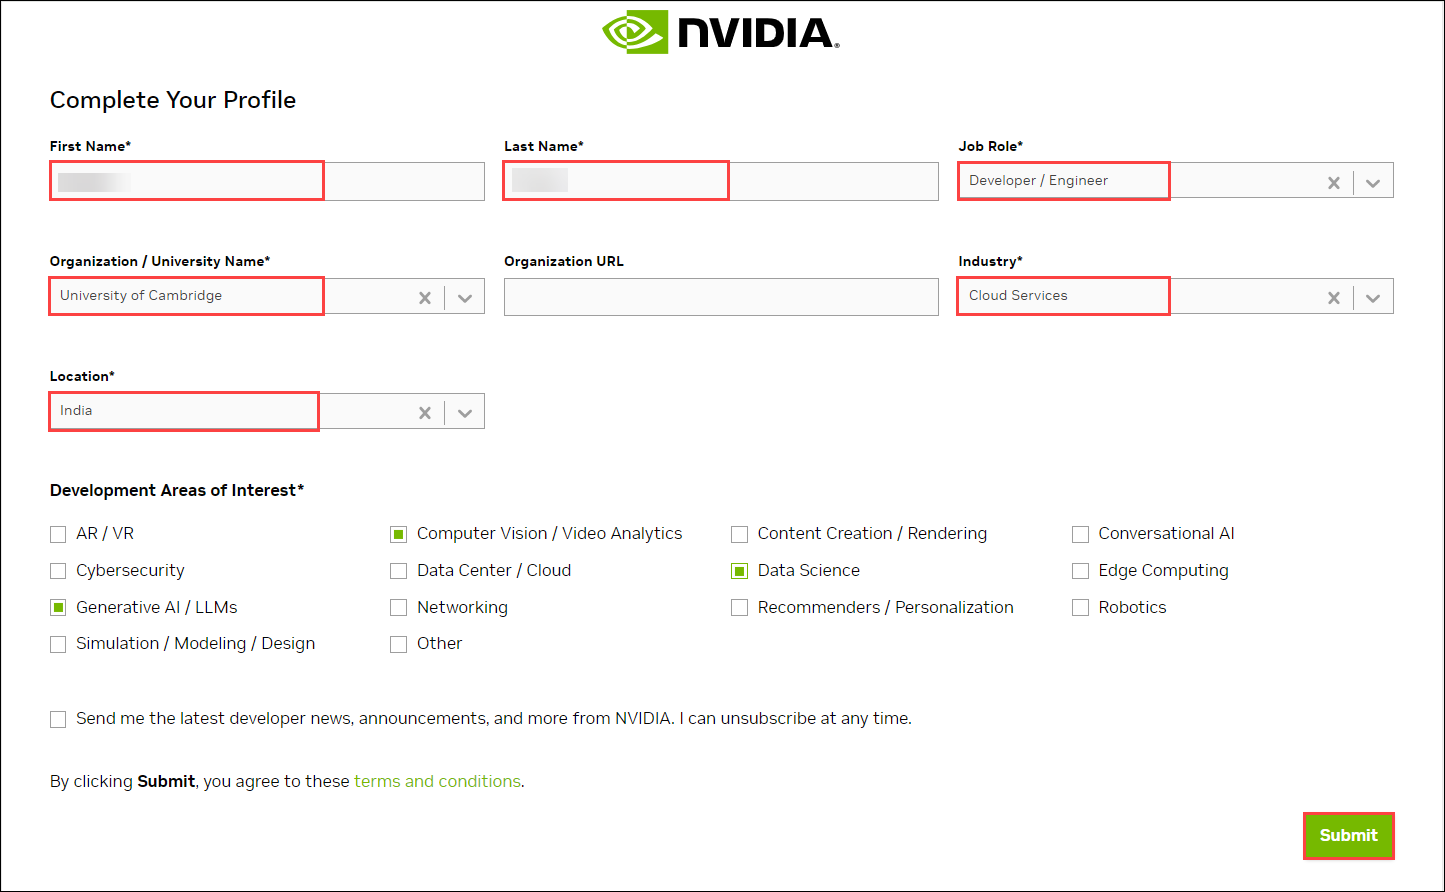 NVIDIA®
Complete Your Profile
First Name* Last Name* Job Role*
Developer / Engineer
Organization / University Name* Organization URL Industry*
University of Cambridge Cloud Services
Location*
India
Development Areas of Interest*
AR / VR Computer Vision / Video Analytics Content Creation / Rendering Conversational AI
Cybersecurity Data Center / Cloud Data Science Edge Computing
Generative AI / LLMs Networking Recommenders / Personalization Robotics
Simulation / Modeling / Design Other
Send me the latest developer news, announcements, and more from NVIDIA. I can unsubscribe at any time.
By clicking Submit, you agree to these terms and conditions.
Submit